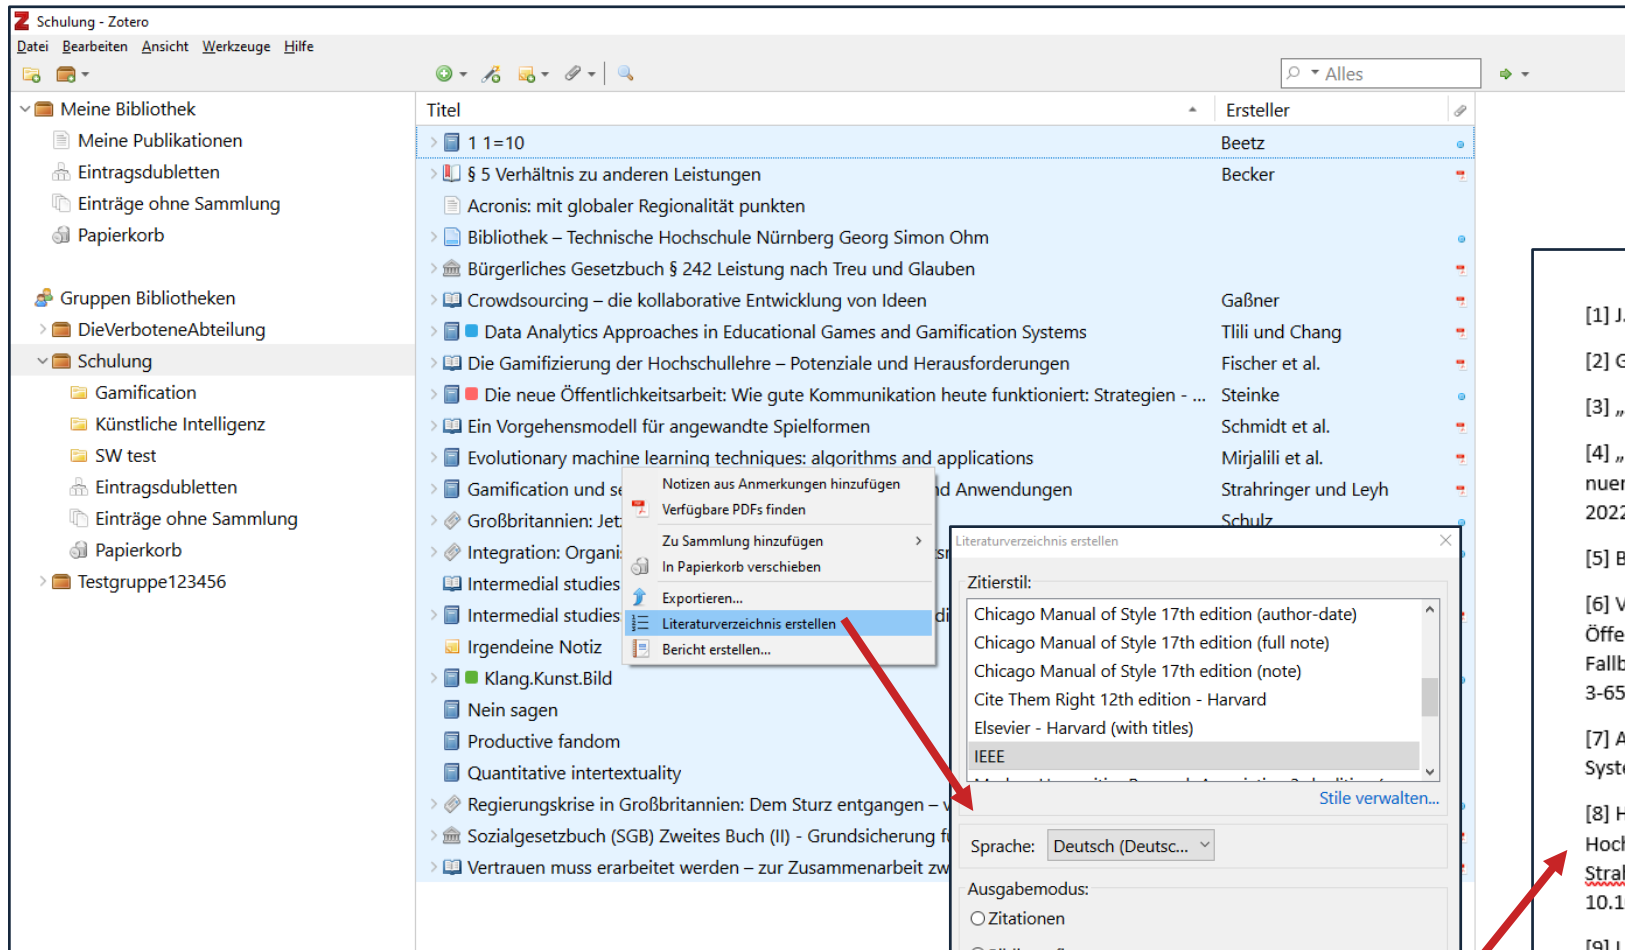 Schulung - Zotero
Datei Bearbeiten Ansicht Werkzeuge Hilfe
Alles
Meine Bibliothek
Meine Publikationen
Eintragsdubletten
Einträge ohne Sammlung
Papierkorb
Gruppen Bibliotheken
DieVerboteneAbteilung
Schulung
Gamification
Künstliche Intelligenz
SW test
Eintragsdubletten
Einträge ohne Sammlung
Papierkorb
Testgruppe123456
Titel Ersteller
1 1=10 Beetz
§ 5 Verhältnis zu anderen Leistungen Becker
Acronis: mit globaler Regionalität punkten
Bibliothek – Technische Hochschule Nürnberg Georg Simon Ohm
Bürgerliches Gesetzbuch § 242 Leistung nach Treu und Glauben
Crowdsourcing – die kollaborative Entwicklung von Ideen Gaßner
Data Analytics Approaches in Educational Games and Gamification Systems Tlili und Chang
Die Gamifizierung der Hochschullehre – Potenziale und Herausforderungen Fischer et al.
Die neue Öffentlichkeitsarbeit: Wie gute Kommunikation heute funktioniert: Strategien - ... Steinke
Ein Vorgehensmodell für angewandte Spielformen Schmidt et al.
Evolutionary machine learning techniques: algorithms and applications Mirjalili et al.
Gamification und se d Anwendungen Strahringer und Leyh
Großbritannien: Jet Schulz
Integration: Organi
Intermedial studies
Intermedial studies
Irgendeine Notiz
Klang.Kunst.Bild
Nein sagen
Productive fandom
Quantitative intertextuality
Regierungskrise in Großbritannien: Dem Sturz entgangen – v
Sozialgesetzbuch (SGB) Zweites Buch (II) - Grundsicherung f
Vertrauen muss erarbeitet werden – zur Zusammenarbeit zw
Notizen aus Anmerkungen hinzufügen
Verfügbare PDFs finden
Zu Sammlung hinzufügen
In Papierkorb verschieben
Exportieren...
Literaturverzeichnis erstellen
Bericht erstellen...
Literaturverzeichnis erstellen
Zitierstil:
Chicago Manual of Style 17th edition (author-date)
Chicago Manual of Style 17th edition (full note)
Chicago Manual of Style 17th edition (note)
Cite Them Right 12th edition - Harvard
Elsevier - Harvard (with titles)
IEEE
Stile verwalten...
Sprache: Deutsch (Deutsc...
Ausgabemodus:
Zitationen
[1] J.
[2] G
[3] „
[4] „
nuer
2022
[5] B
[6] V
Öffe
Fallb
3-65
[7] A
Syste
[8] H
Hoch
Strah
10.1
[9]